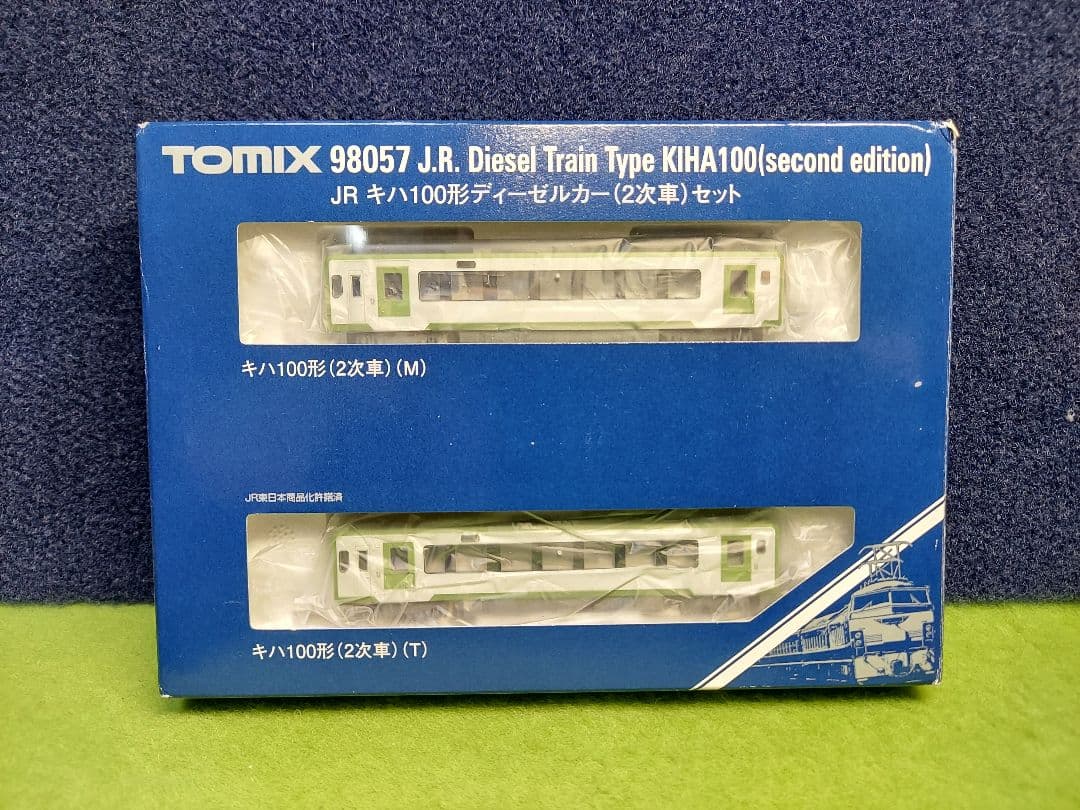 TOMIX 98057 J.R. Diesel Train Type KIHA100(second edition)
JR キハ100形ディーゼルカー(2次車)セット
キハ100形(2次車)(M)
JR東日本商品化許諾済
キハ100形(2次車)(T)